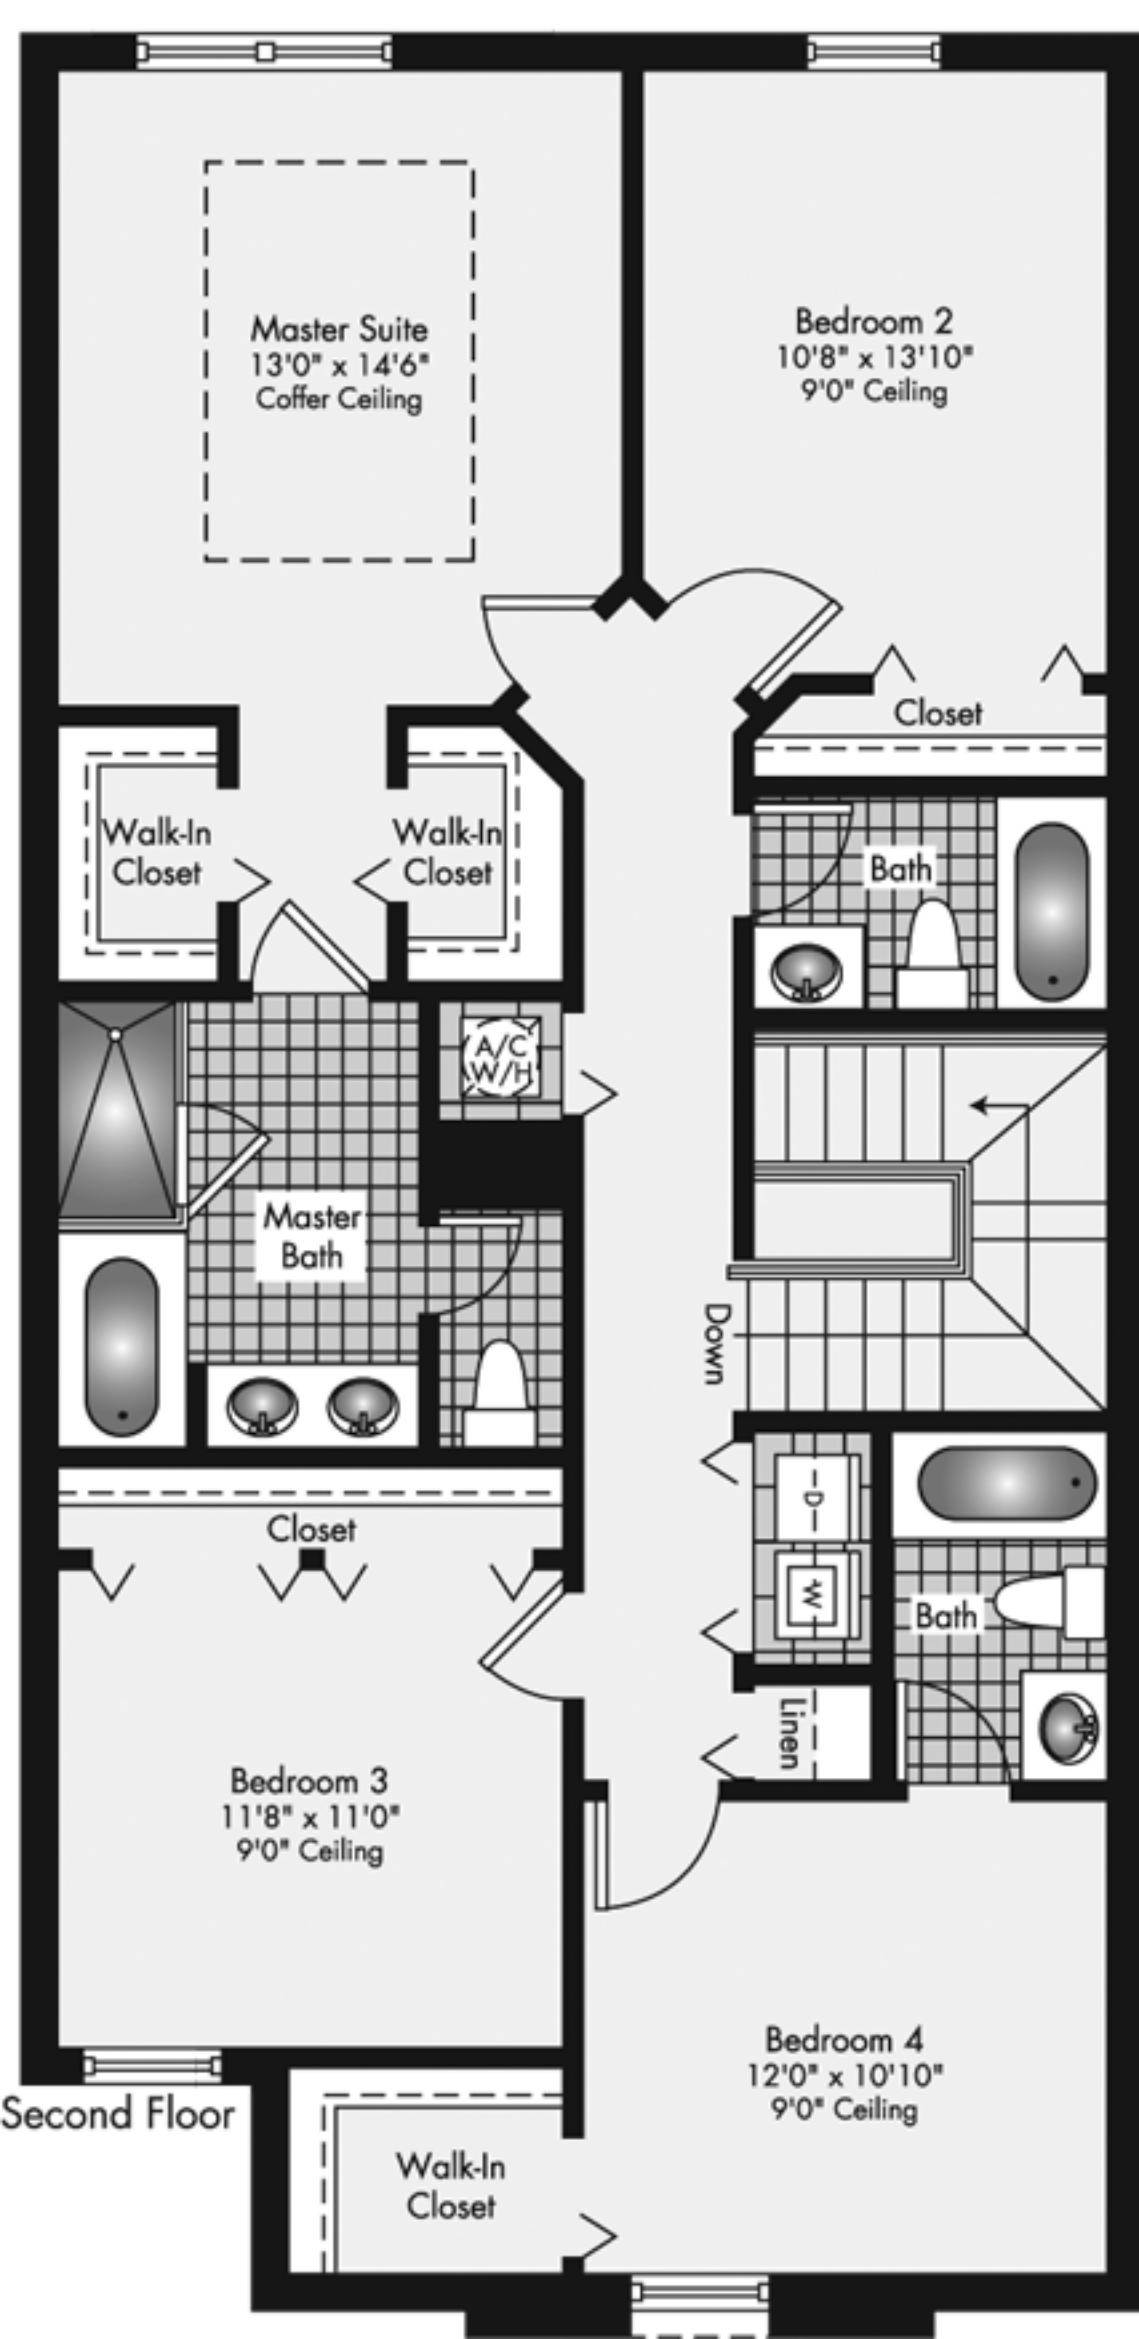 Master Suite
13'0" x 14'6"
Coffer Ceiling
Bedroom 2
10'8" x 13'10"
9'0" Ceiling
Closet
Walk-In
Closet
Walk-In
Closet
Bath
A/C
W/H
Master
Bath
Down
D
W
Closet
Bath
Linen
Bedroom 3
11'8" x 11'0"
9'0" Ceiling
Bedroom 4
12'0" x 10'10"
9'0" Ceiling
Second Floor
Walk-In
Closet